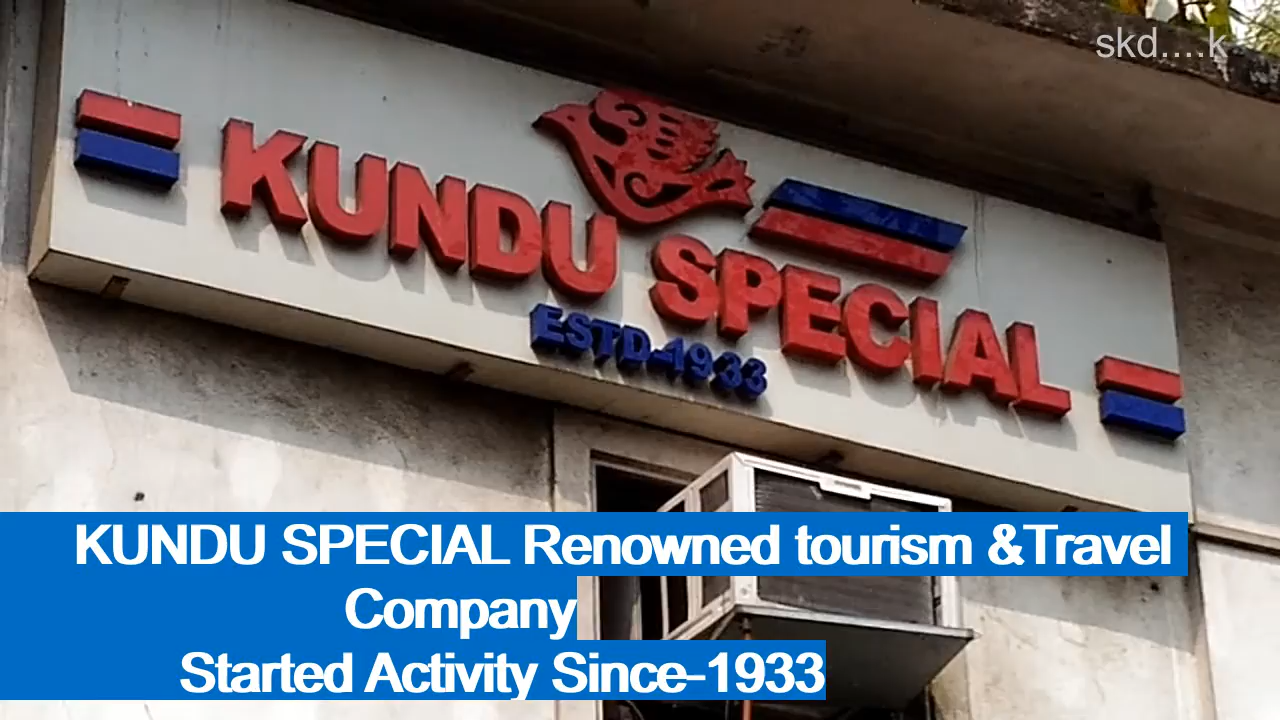 skd....k
KUNDU SPECIAL
ESTD-1933
KUNDU SPECIAL Renowned tourism &Travel
Company
Started Activity Since-1933